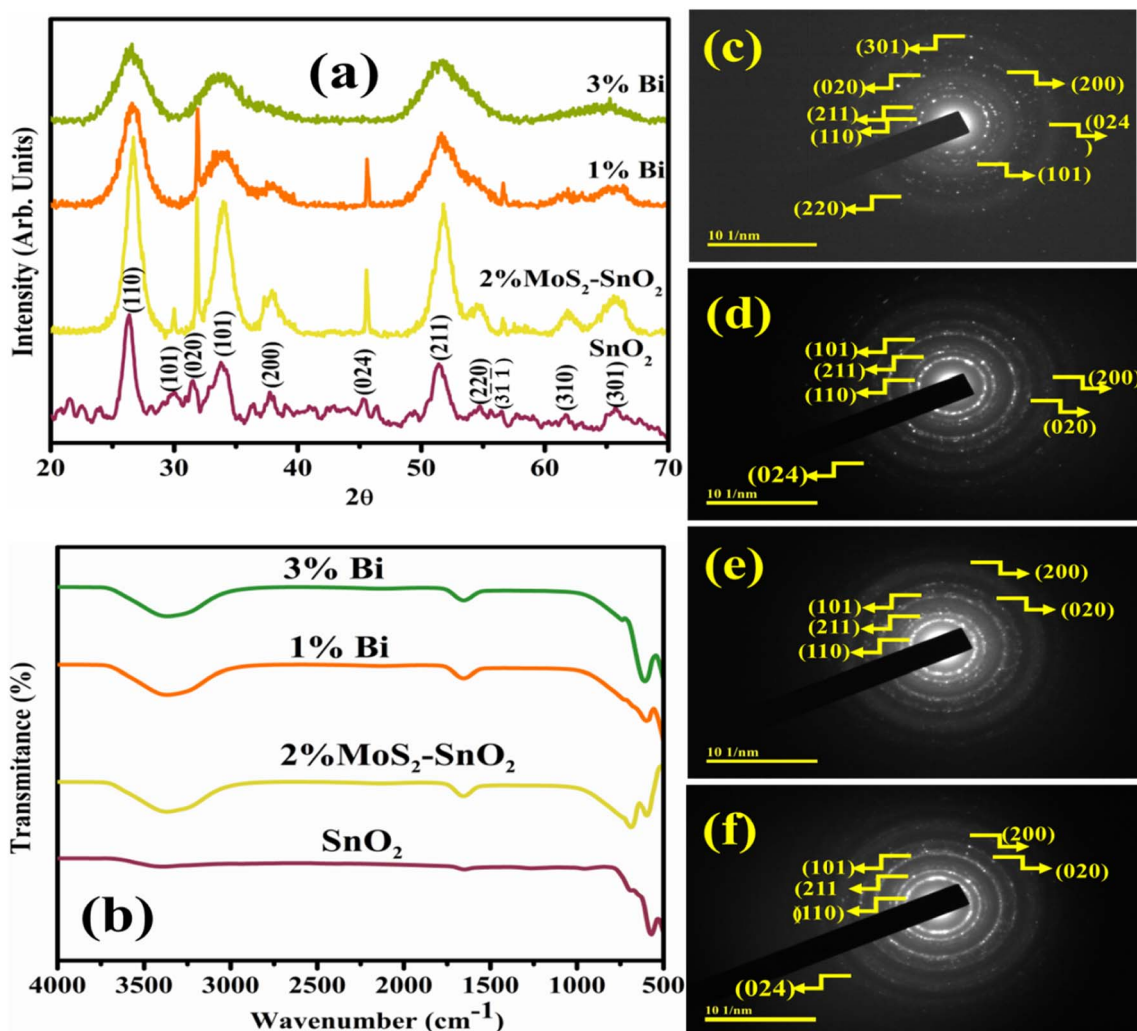 (a)
3% Bi
1% Bi
2%MoS₂-SnO₂
SnO₂
(110)
(101)
(020)
(101)
(200)
(024)
(211)
(220)
(3̅1̅ 1)
(310)
(301)
Intensity (Arb. Units)
20 30 40 50 60 70
2θ
(b)
3% Bi
1% Bi
2%MoS₂-SnO₂
SnO₂
Transmitance (%)
4000 3500 3000 2500 2000 1500 1000 500
Wavenumber (cm⁻¹)
(c)
(301)
(020)
(200)
(211)
(110)
(024
)
(101)
(220)
10 1/nm
(d)
(101)
(211)
(110)
(200)
(020)
(024)
10 1/nm
(e)
(200)
(101)
(020)
(211)
(110)
10 1/nm
(f)
(200)
(101)
(020)
(211
)110)
(024)
10 1/nm